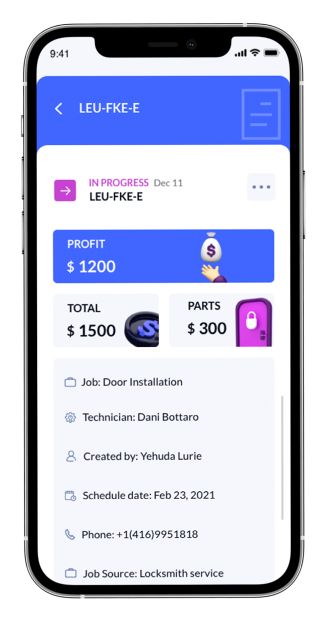 9:41
LEU-FKE-E
IN PROGRESS Dec 11
LEU-FKE-E
PROFIT
$ 1200
TOTAL
$ 1500
PARTS
$ 300
Job: Door Installation
Technician: Dani Bottaro
Created by: Yehuda Lurie
Schedule date: Feb 23, 2021
Phone: +1(416)9951818
Job Source: Locksmith service